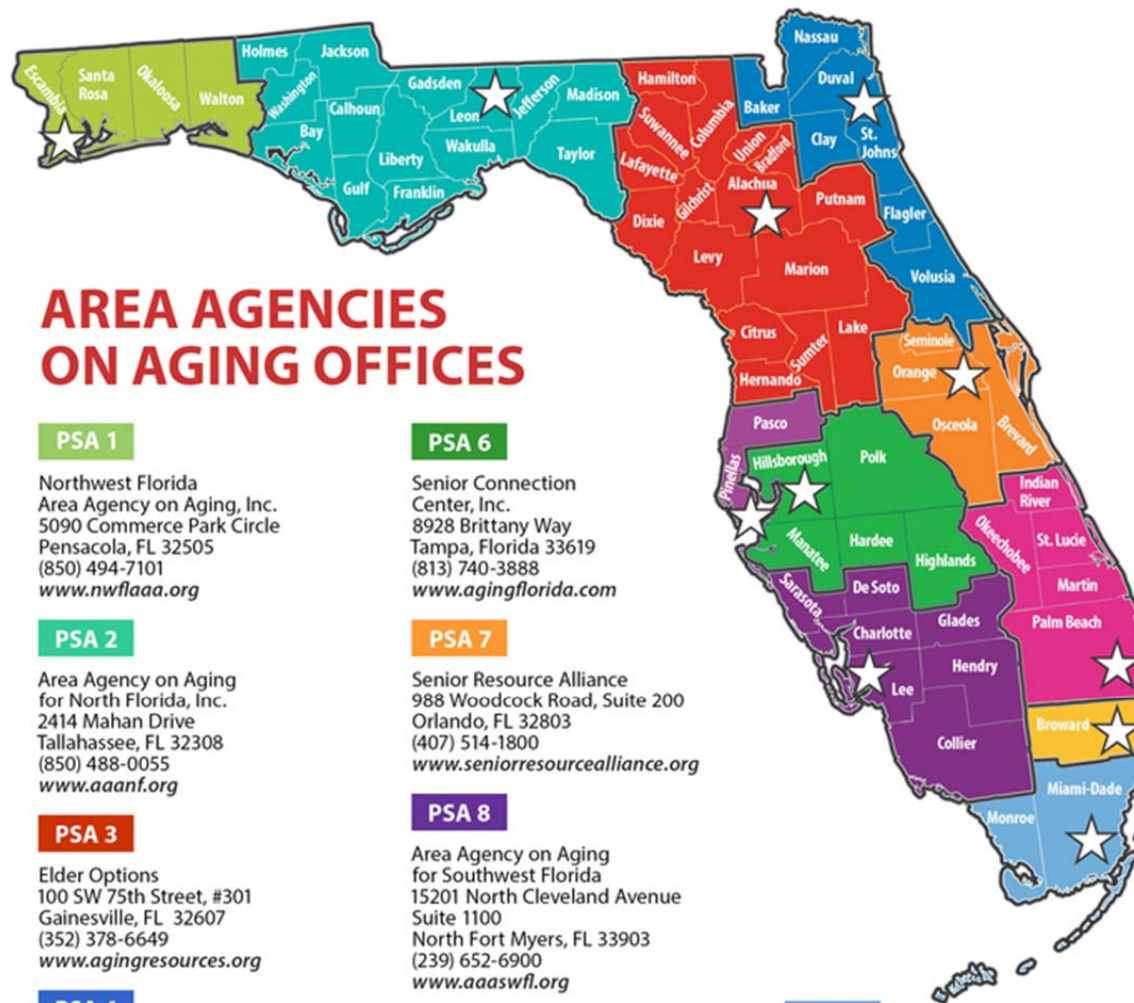 Nassau
Holmes
Jackson
Escambia
Santa
Rosa
Okaloosa
Walton
Washington
Gadsden
Jefferson
Madison
Hamilton
Baker
Duval
Calhoun
Leon
Suwannee
Columbia
Union
Bradford
Clay
St.
Johns
Bay
Liberty
Wakulla
Taylor
Lafayette
Gulf
Franklin
Dixie
Gilchrist
Alachua
Putnam
Flagler
Levy
Marion
Volusia
AREA AGENCIES
ON AGING OFFICES
Citrus
Sumter
Lake
Seminole
Hernando
Orange
Osceola
Brevard
Pasco
Pinellas
Hillsborough
Polk
Indian
River
Manatee
Hardee
Highlands
Okeechobee
St. Lucie
Martin
Sarasota
De Soto
Charlotte
Glades
Palm Beach
Lee
Hendry
Collier
Broward
Miami-Dade
Monroe
PSA 1
Northwest Florida
Area Agency on Aging, Inc.
5090 Commerce Park Circle
Pensacola, FL 32505
(850) 494-7101
www.nwflaaa.org
PSA 2
Area Agency on Aging
for North Florida, Inc.
2414 Mahan Drive
Tallahassee, FL 32308
(850) 488-0055
www.aaanf.org
PSA 3
Elder Options
100 SW 75th Street, #301
Gainesville, FL 32607
(352) 378-6649
www.agingresources.org
PSA 6
Senior Connection
Center, Inc.
8928 Brittany Way
Tampa, Florida 33619
(813) 740-3888
www.agingflorida.com
PSA 7
Senior Resource Alliance
988 Woodcock Road, Suite 200
Orlando, FL 32803
(407) 514-1800
www.seniorresourcealliance.org
PSA 8
Area Agency on Aging
for Southwest Florida
15201 North Cleveland Avenue
Suite 1100
North Fort Myers, FL 33903
(239) 652-6900
www.aaaswfl.org